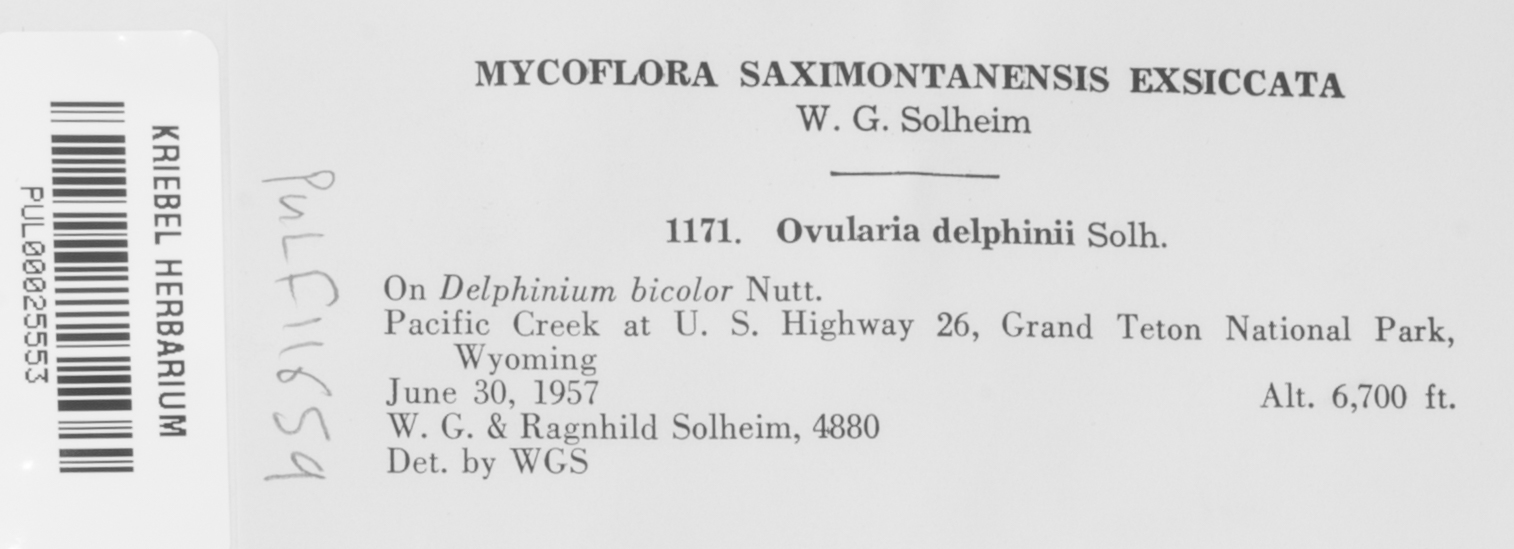 KRIEBEL HERBARIUM
PUL00025553
PULF11659
MYCOFLORA SAXIMONTANENSIS EXSICCATA
W. G. Solheim
1171. Ovularia delphinii Solh.
On Delphinium bicolor Nutt.
Pacific Creek at U. S. Highway 26, Grand Teton National Park,
Wyoming
June 30, 1957 Alt. 6,700 ft.
W. G. & Ragnhild Solheim, 4880
Det. by WGS